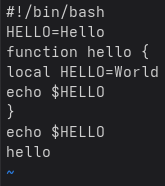 #!/bin/bash
HELLO=Hello
function hello {
local HELLO=World
echo $HELLO
}
echo $HELLO
hello
~